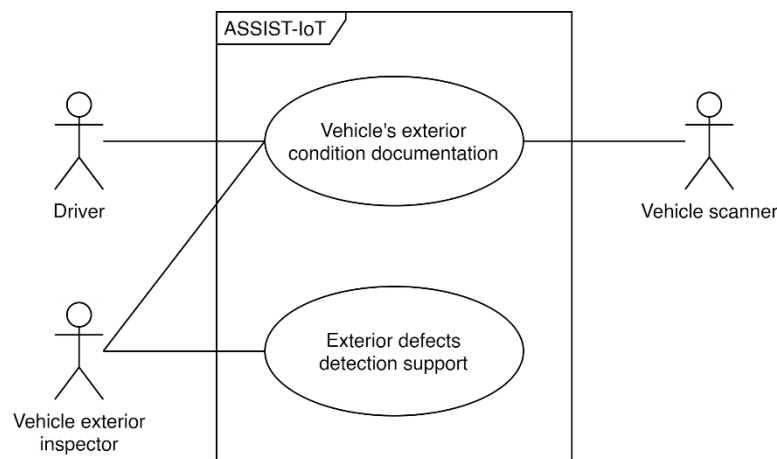 ASSIST-IoT
Vehicle's exterior
condition documentation
Driver
Vehicle scanner
Exterior defects
detection support
Vehicle exterior
inspector